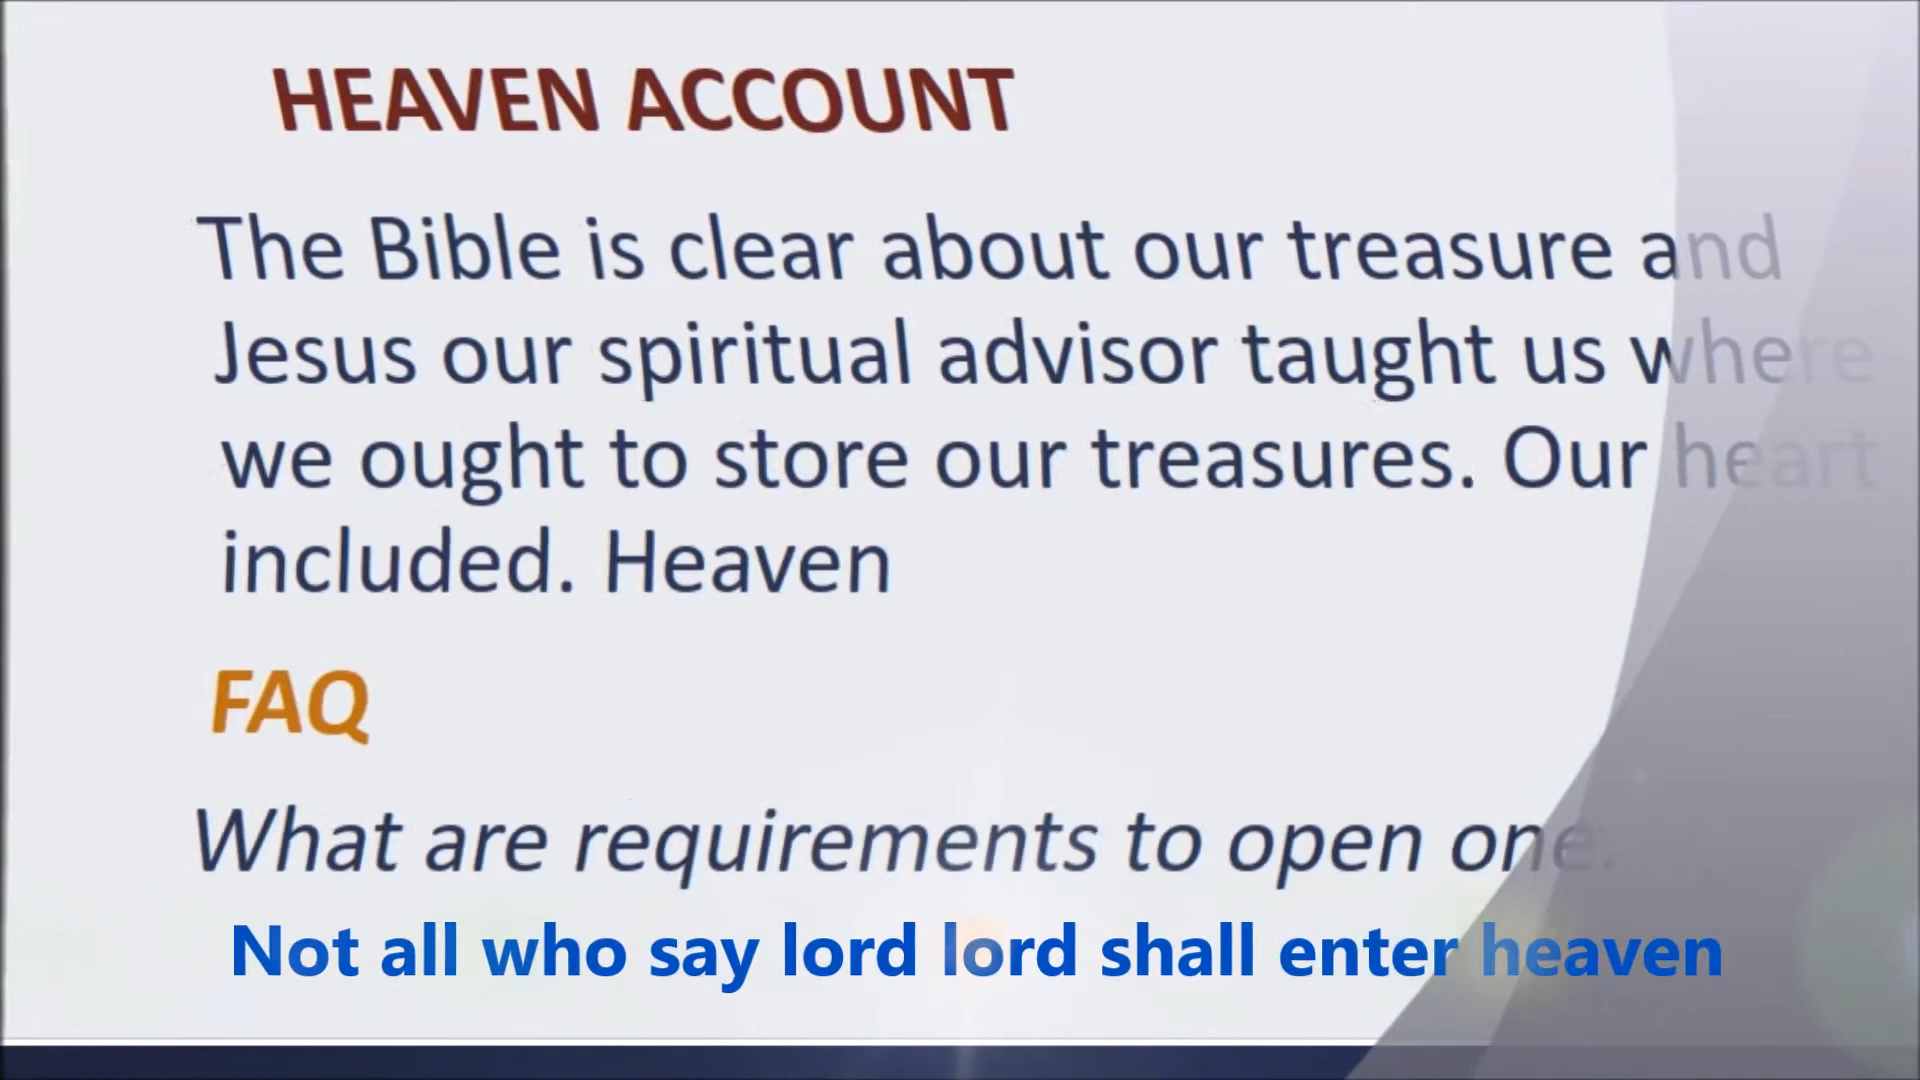 HEAVEN ACCOUNT
The Bible is clear about our treasure and
Jesus our spiritual advisor taught us where
we ought to store our treasures. Our heart
included. Heaven
FAQ
What are requirements to open one.
Not all who say lord lord shall enter heaven